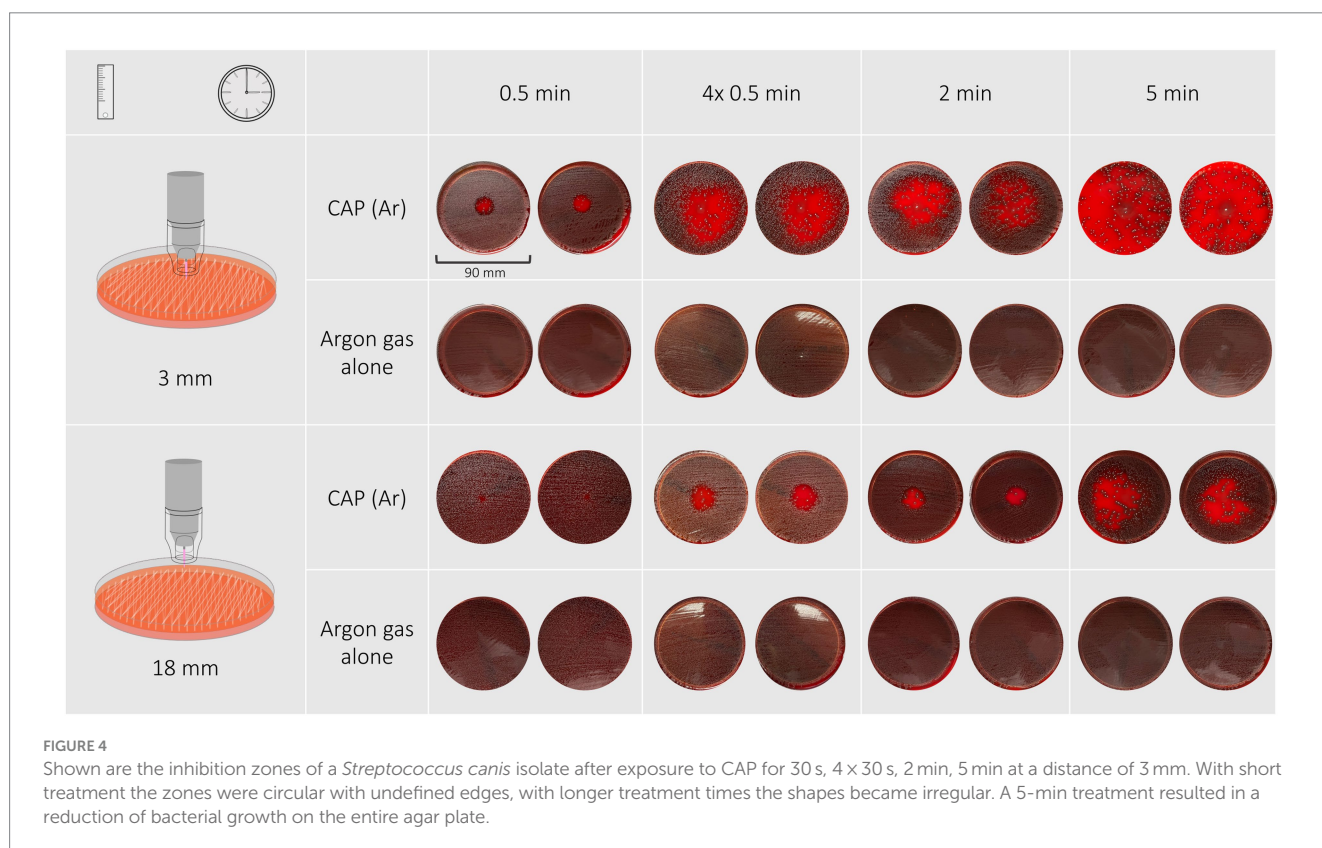 0.5 min 4x 0.5 min 2 min 5 min
CAP (Ar)
90 mm
Argon gas
alone
3 mm
CAP (Ar)
Argon gas
alone
18 mm
FIGURE 4
Shown are the inhibition zones of a Streptococcus canis isolate after exposure to CAP for 30 s, 4 × 30 s, 2 min, 5 min at a distance of 3 mm. With short
treatment the zones were circular with undefined edges, with longer treatment times the shapes became irregular. A 5-min treatment resulted in a
reduction of bacterial growth on the entire agar plate.